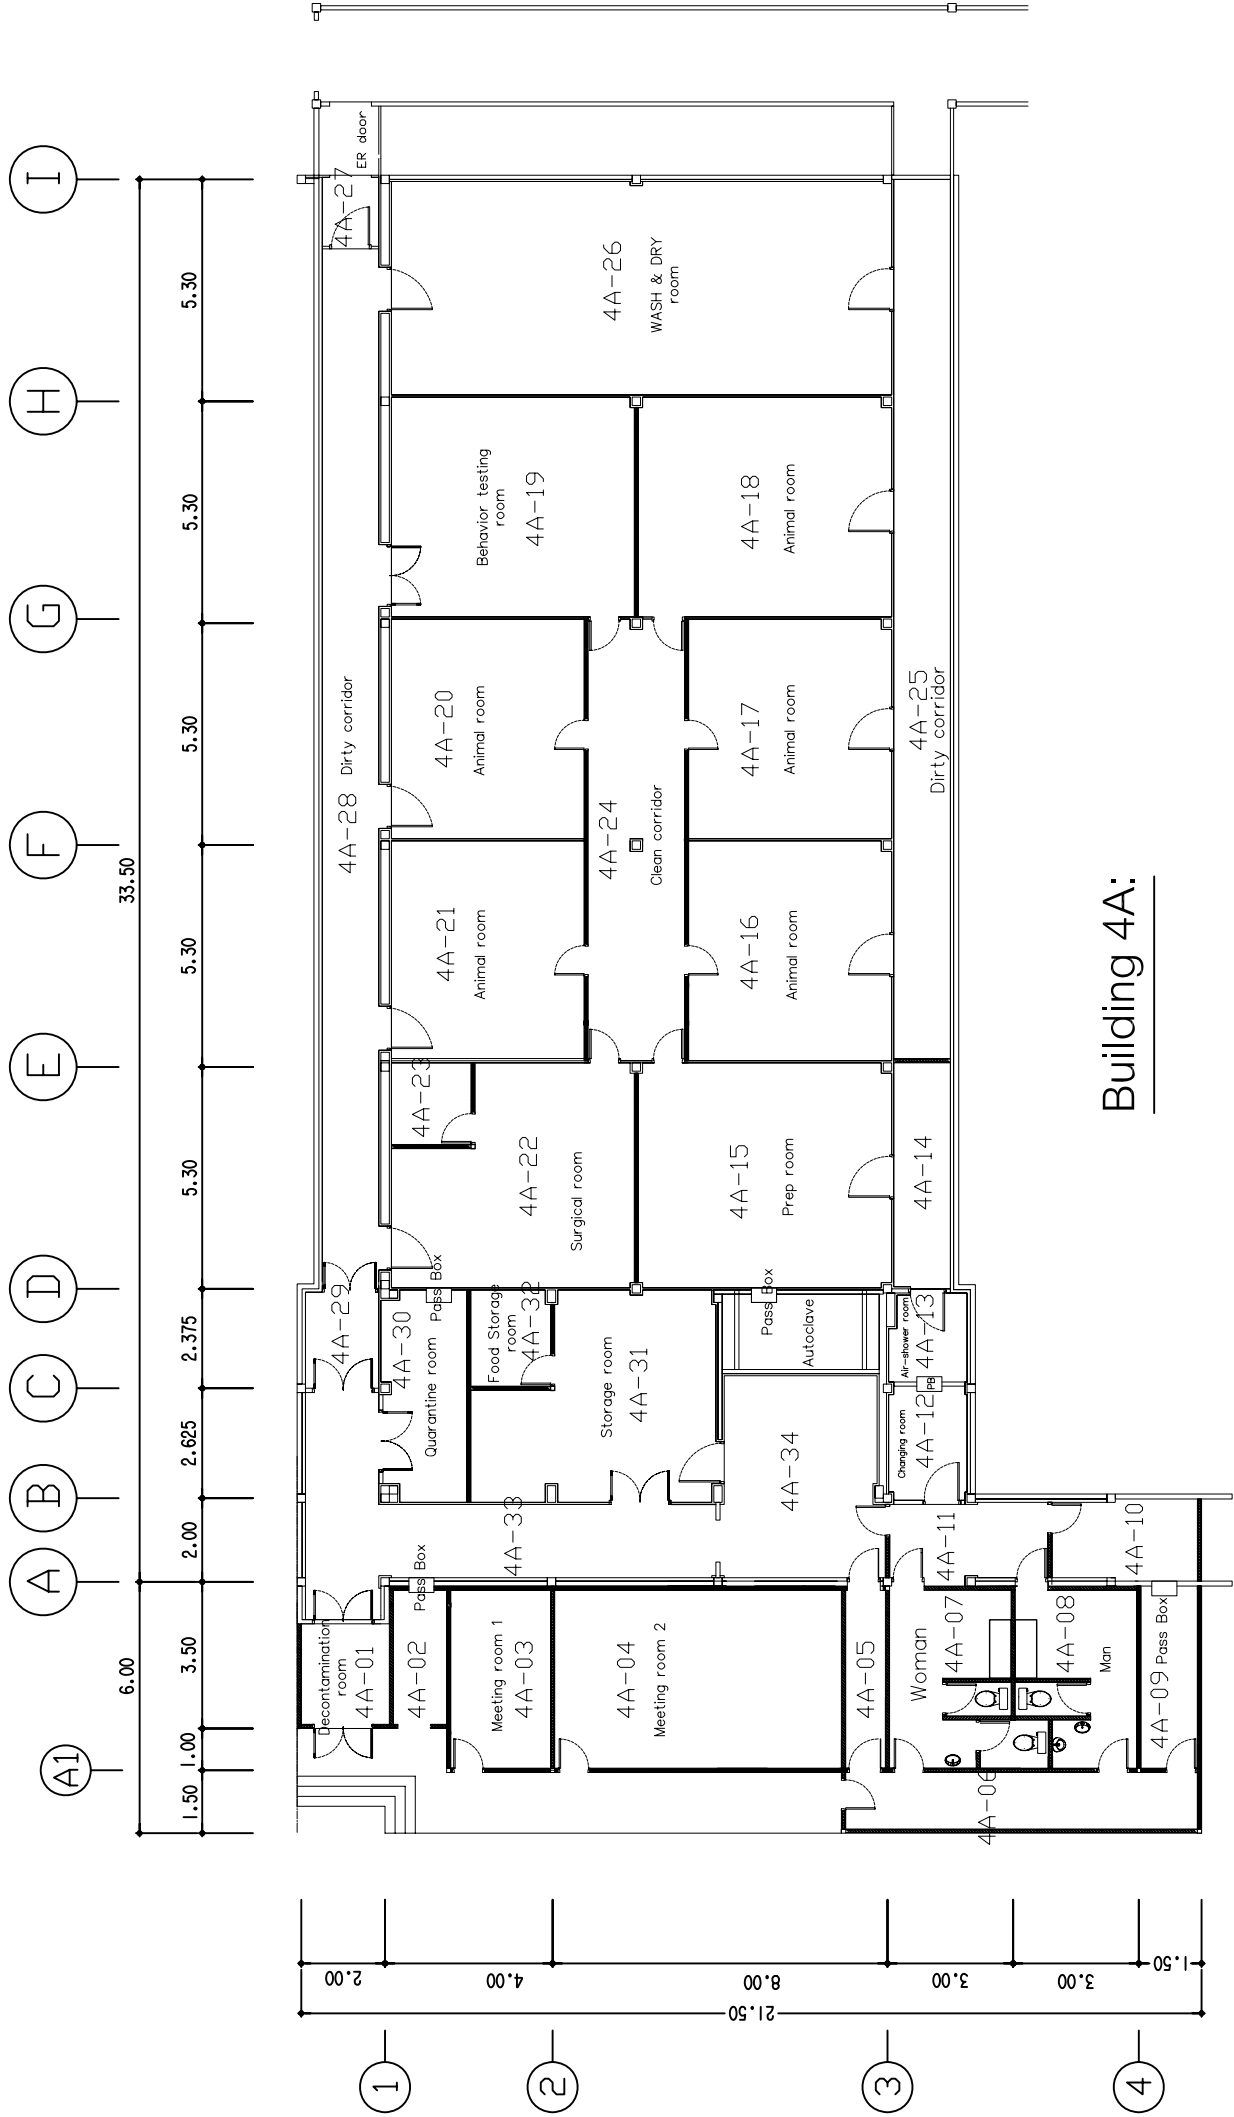 A1
A
B
C
D
E
F
G
H
I
6.00
33.50
1.50
1.00
3.50
2.00
2.625
2.375
5.30
5.30
5.30
5.30
5.30
2.00
4.00
8.00
3.00
3.00
1.50
21.50
1
2
3
4
Decontamination
room
4A-01
4A-02
Pass Box
Meeting room 1
4A-03
4A-04
Meeting room 2
4A-05
4A-06
Woman
4A-07
4A-08
Man
4A-09
Pass Box
4A-10
4A-11
Changing room
4A-12
PB
Air-shower room
4A-13
4A-14
4A-33
4A-34
4A-29
4A-30
Quarantine room
Pass Box
Food Storage
room
4A-32
Storage room
4A-31
Pass Box
Autoclave
4A-23
4A-22
Surgical room
4A-15
Prep room
4A-28
Dirty corridor
4A-21
Animal room
4A-20
Animal room
4A-24
Clean corridor
4A-16
Animal room
4A-17
Animal room
4A-25
Dirty corridor
Behavior testing
room
4A-19
4A-18
Animal room
4A-26
WASH & DRY
room
4A-27
ER door
Building 4A: